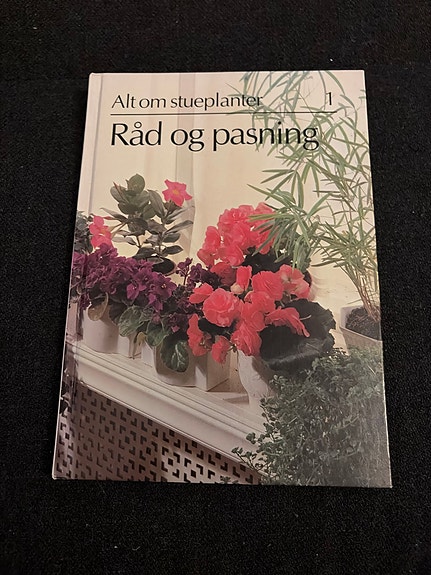 Alt om stueplanter 1
Råd og pasning